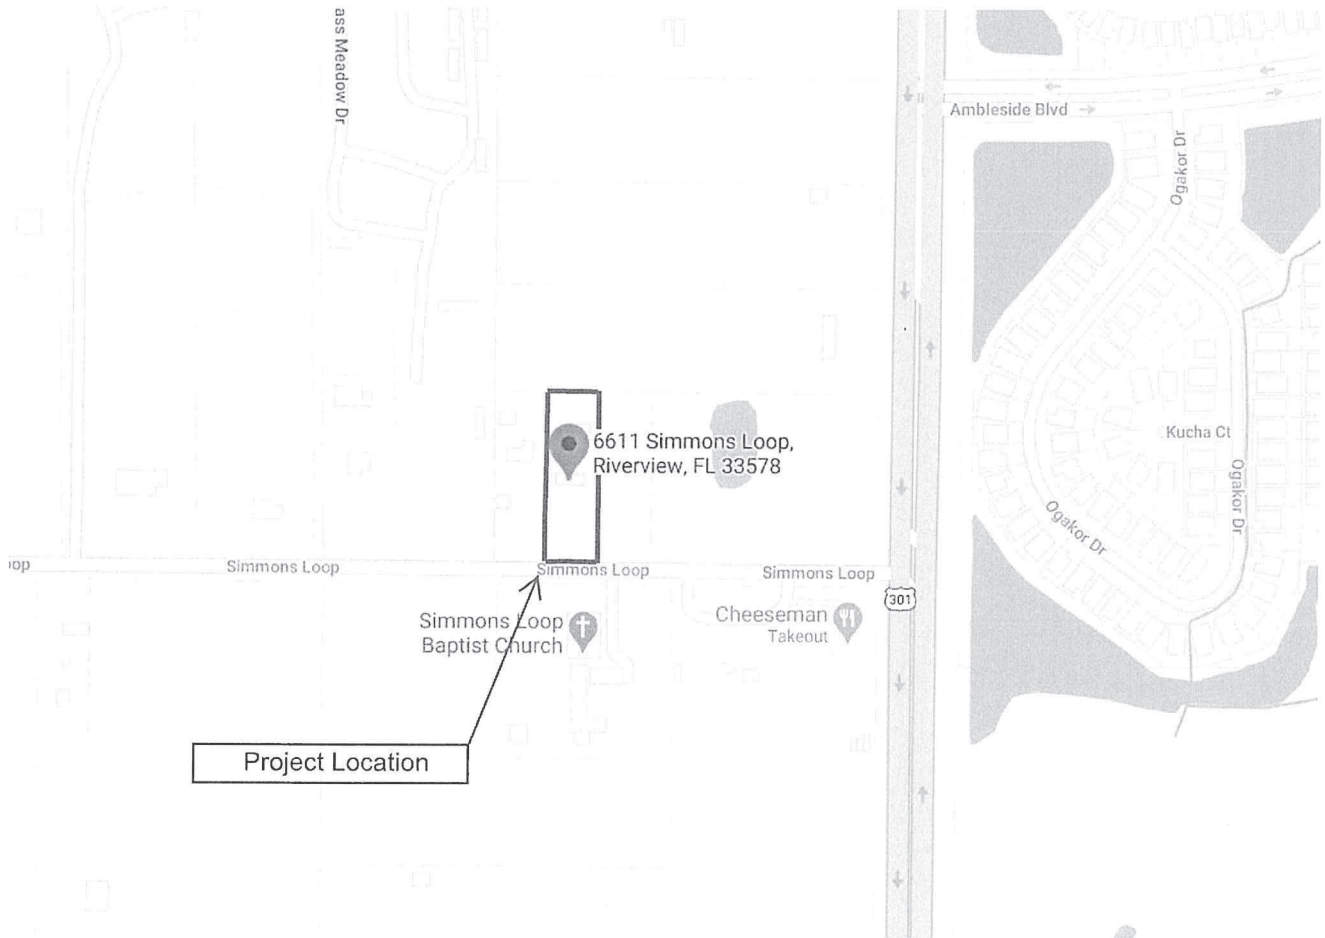 ass Meadow Dr
Ambleside Blvd
Ogakor Dr
6611 Simmons Loop,
Riverview, FL 33578
Kucha Ct
Ogakor Dr
Ogakor Dr
op
Simmons Loop
Simmons Loop
Simmons Loop
301
Simmons Loop
Baptist Church
Cheeseman
Takeout
Project Location